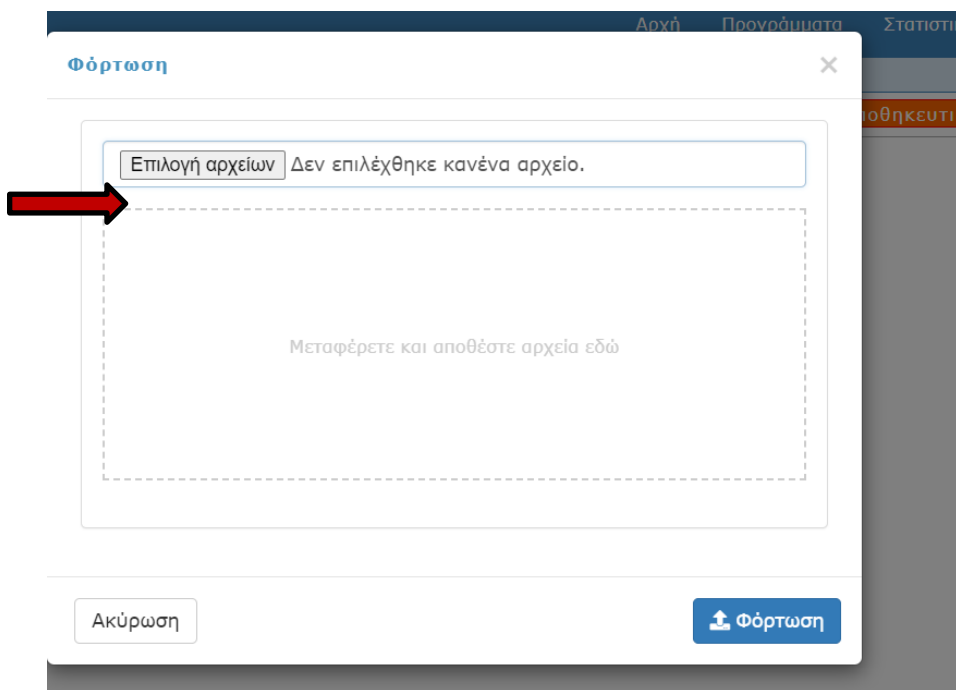 Αρχή Προγράμματα
Φόρτωση
×
Επιλογή αρχείων Δεν επιλέχθηκε κανένα αρχείο.
Μεταφέρετε και αποθέστε αρχεία εδώ
Ακύρωση Φόρτωση